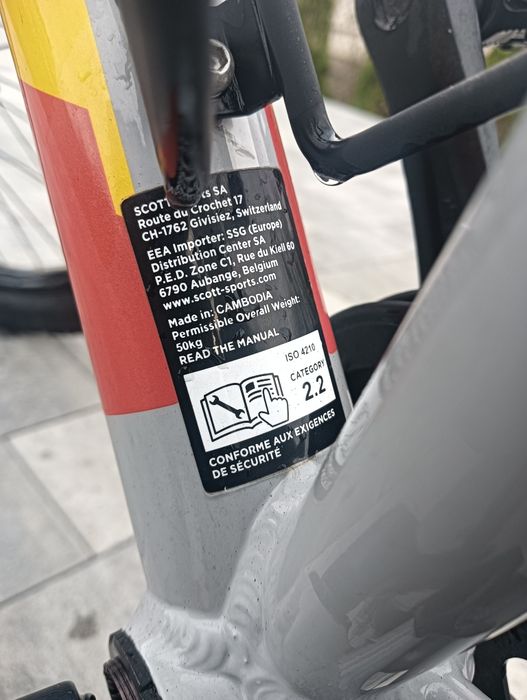 SCOTT SA
Route du Crochet 17
CH-1762 Givisiez, Switzerland
EEA Importer: SSG (Europe)
Distribution Center SA
P.E.D. Zone C1, Rue du Kiell 60
6790 Aubange, Belgium
www.scott-sports.com
Made in: CAMBODIA
Permissible Overall Weight:
50kg
READ THE MANUAL
ISO 4210
CATEGORY
2.2
CONFORME AUX EXIGENCES
DE SÉCURITÉ